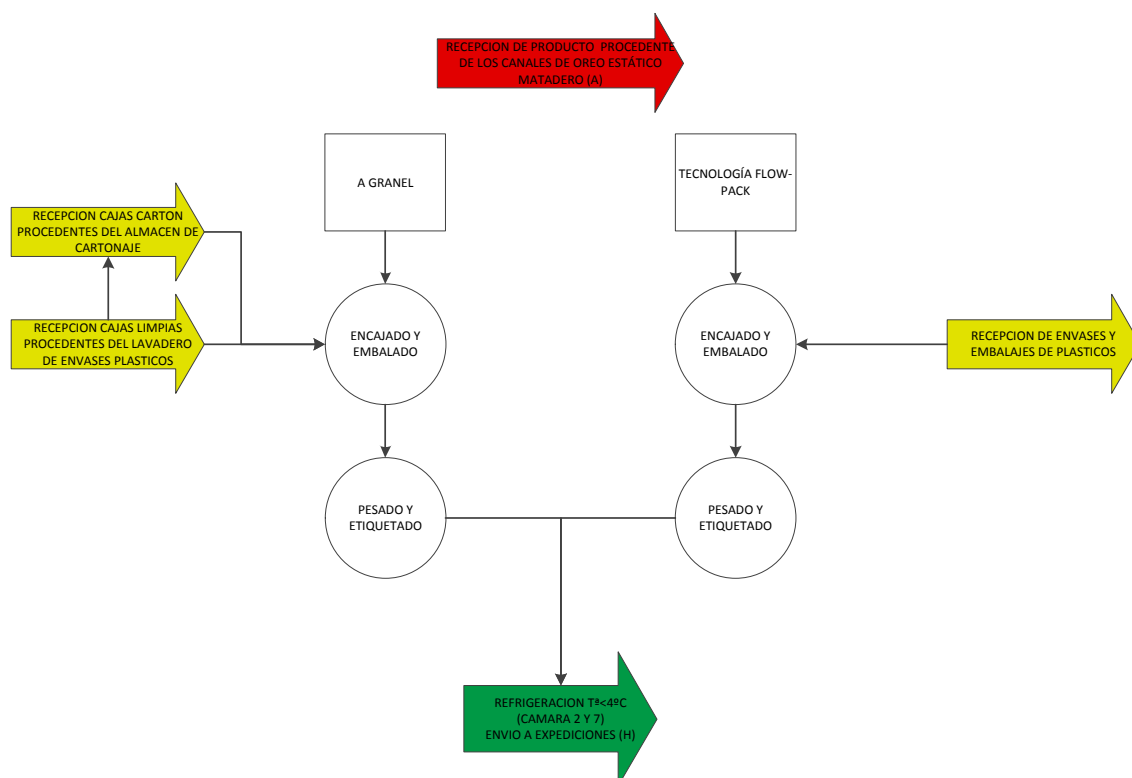 RECEPCION DE PRODUCTO PROCEDENTE
DE LOS CANALES DE OREO ESTÁTICO
MATADERO (A)
A GRANEL
TECNOLOGÍA FLOW-
PACK
RECEPCION CAJAS CARTON
PROCEDENTES DEL ALMACEN DE
CARTONAJE
RECEPCION CAJAS LIMPIAS
PROCEDENTES DEL LAVADERO
DE ENVASES PLASTICOS
ENCAJADO Y
EMBALADO
ENCAJADO Y
EMBALADO
RECEPCION DE ENVASES Y
EMBALAJES DE PLASTICOS
PESADO Y
ETIQUETADO
PESADO Y
ETIQUETADO
REFRIGERACION Tª<4ºC
(CAMARA 2 Y 7)
ENVIO A EXPEDICIONES (H)